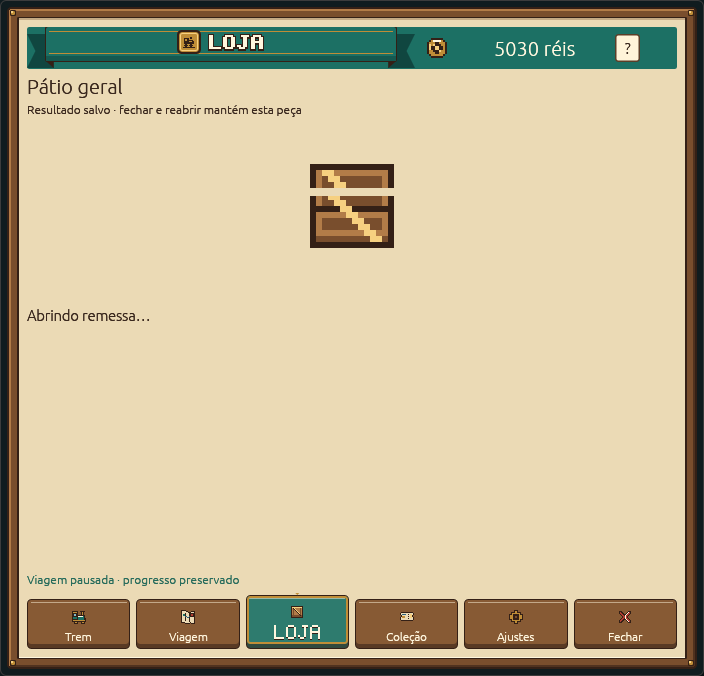 LOJA
5030 réis
?
Pátio geral
Resultado salvo · fechar e reabrir mantém esta peça
Abrindo remessa...
Viagem pausada · progresso preservado
Trem
Viagem
LOJA
Coleção
Ajustes
Fechar